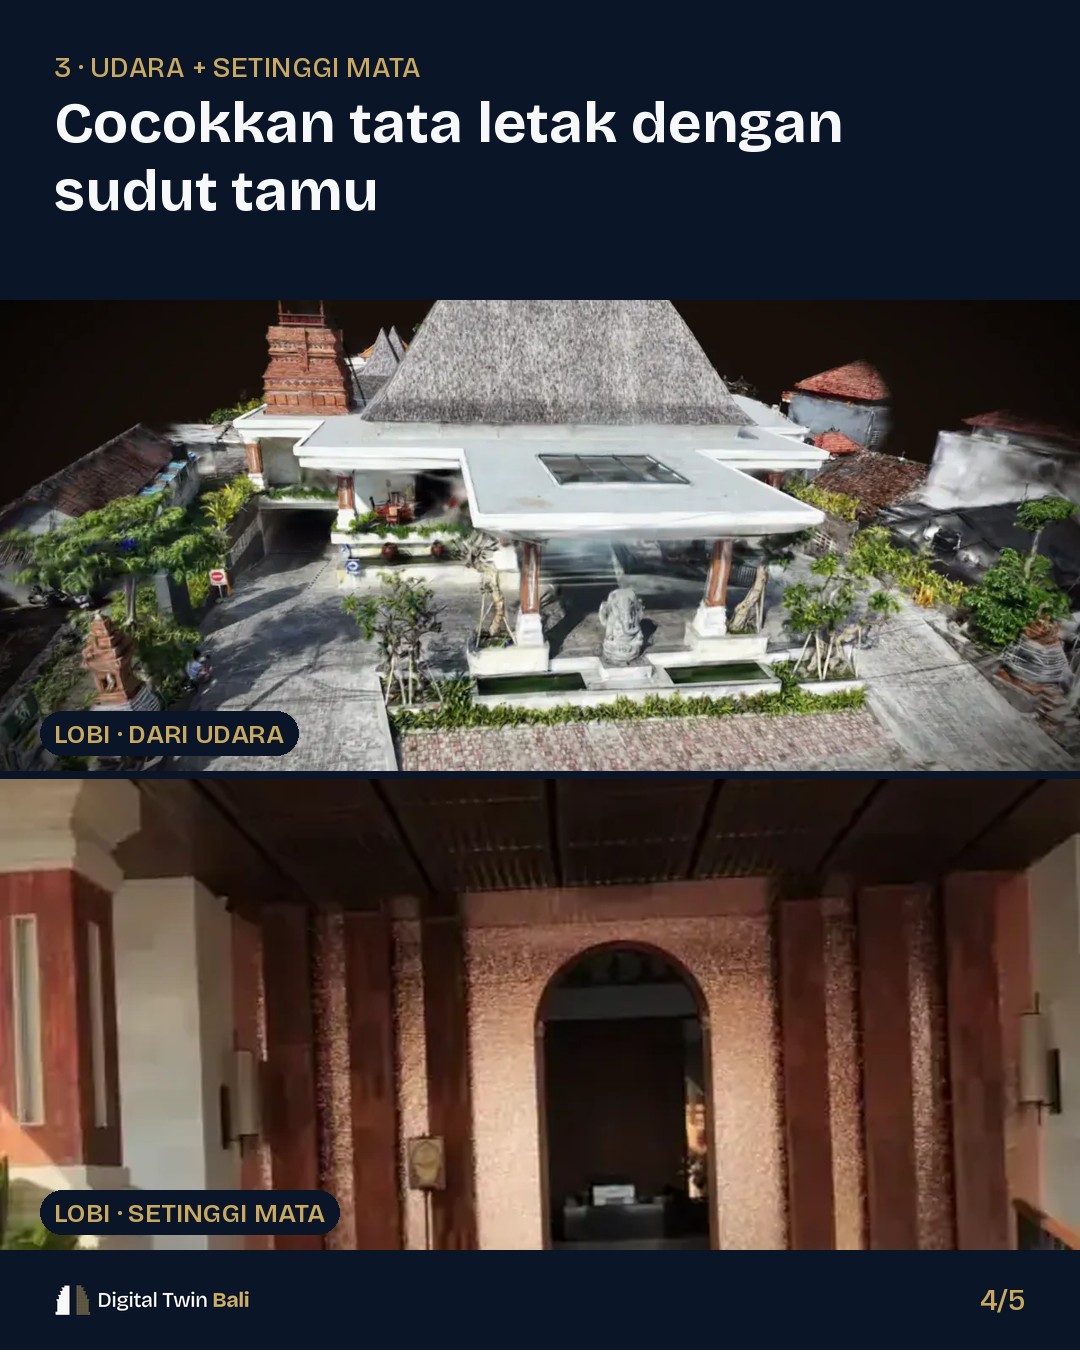 3 · UDARA + SETINGGI MATA
Cocokkan tata letak dengan
sudut tamu
LOBI · DARI UDARA
LOBI · SETINGGI MATA
Digital Twin Bali
4/5